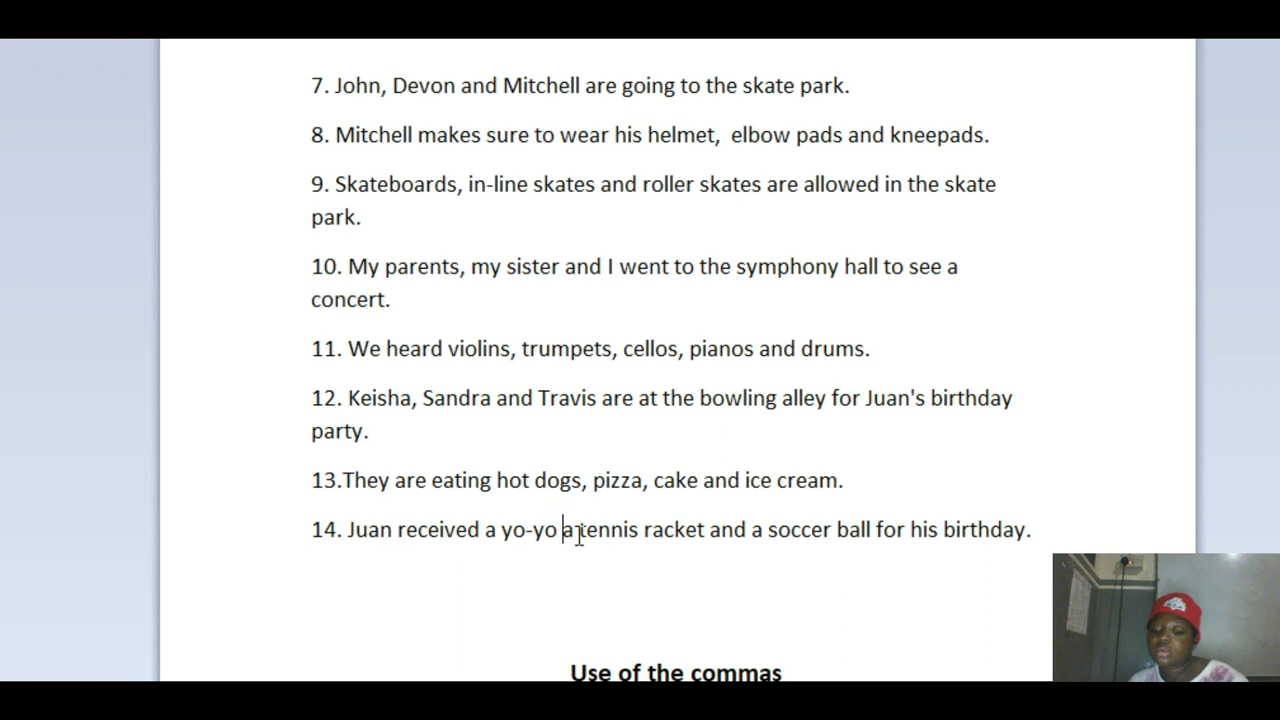 7. John, Devon and Mitchell are going to the skate park.
8. Mitchell makes sure to wear his helmet,  elbow pads and kneepads.
9. Skateboards, in-line skates and roller skates are allowed in the skate
park.
10. My parents, my sister and I went to the symphony hall to see a
concert.
11. We heard violins, trumpets, cellos, pianos and drums.
12. Keisha, Sandra and Travis are at the bowling alley for Juan's birthday
party.
13.They are eating hot dogs, pizza, cake and ice cream.
14. Juan received a yo-yo a tennis racket and a soccer ball for his birthday.
Use of the commas